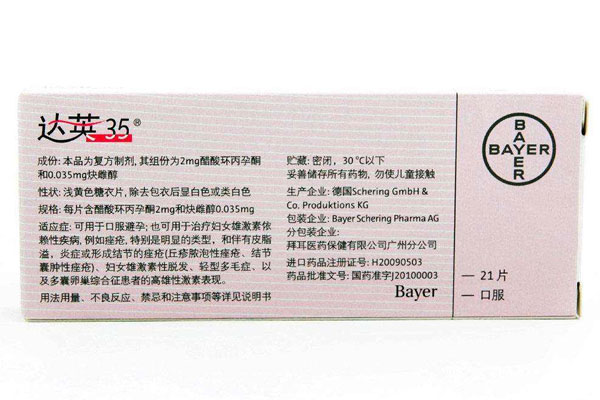 达英35®
成份: 本品为复方制剂, 其组份为2mg醋酸环丙孕酮
和0.035mg炔雌醇
性状: 浅黄色糖衣片, 除去包衣后显白色或类白色
规格: 每片含醋酸环丙孕酮2mg和炔雌醇0.035mg
适应症: 可用于口服避孕; 也可用于治疗妇女雄激素依
赖性疾病, 例如痤疮, 特别是明显的类型, 和伴有皮脂
溢, 炎症或形成结节的痤疮(丘疹脓泡性痤疮、结节
囊肿性痤疮)、妇女雄激素性脱发、轻型多毛症、以
及多囊卵巢综合征患者的高雄性激素表现。
用法用量、不良反应、禁忌和注意事项等详见说明书
贮藏: 密闭, 30℃以下
妥善储存所有药物, 勿使儿童接触
生产企业: 德国Schering GmbH &
Co. Produktions KG
包装企业: Bayer Schering Pharma AG
分包装企业:
拜耳医药保健有限公司广州分公司
进口药品注册证号: H20090503
药品批准文号: 国药准字J20100003
Bayer
BAYER
BAYER
— 21片
— 口服